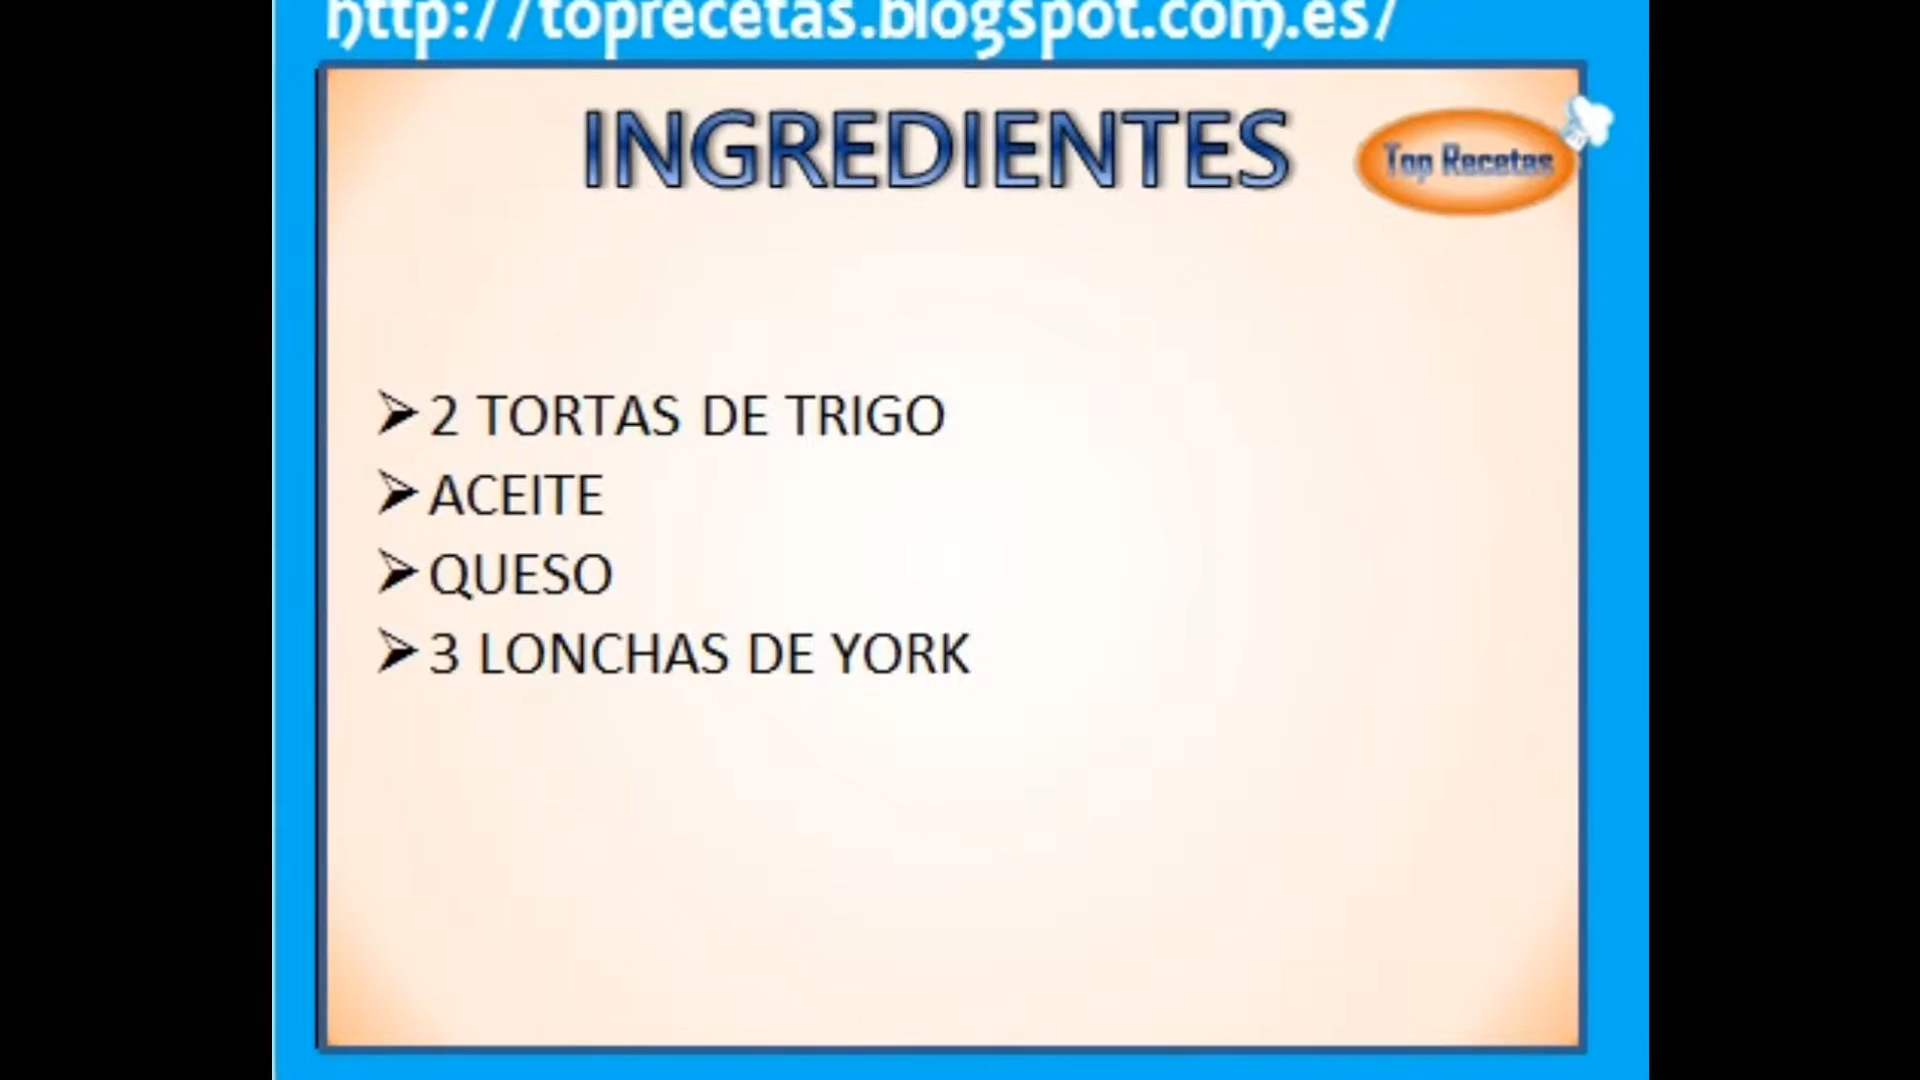 http://toprecetas.blogspot.com.es/
INGREDIENTES
Top Recetas
2 TORTAS DE TRIGO
ACEITE
QUESO
3 LONCHAS DE YORK